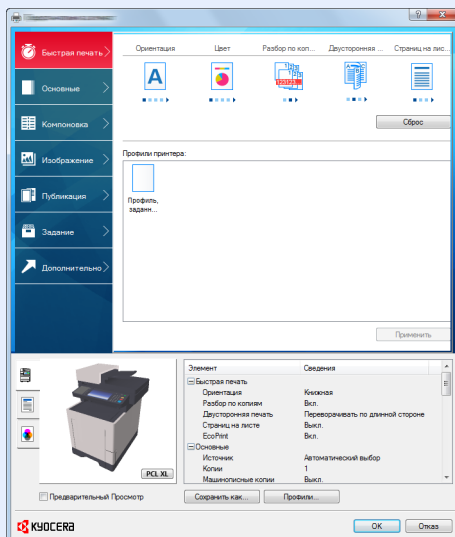 Быстрая печать
Основные
Компоновка
Изображение
Публикация
Задание
Дополнительно
Ориентация Цвет Разбор по коп... Двусторонняя ... Страниц на лис...
A
123123...
Сброс
Профили принтера:
Профиль,
заданн...
Применить
PCL XL
Предварительный Просмотр
Элемент Сведения
Быстрая печать
Ориентация Книжная
Разбор по копиям Вкл.
Двусторонняя печать Переворачивать по длинной стороне
Страниц на листе Выкл.
EcoPrint Вкл.
Основные
Источник Автоматический выбор
Копии 1
Машинописные копии Выкл.
Сохранить как... Профили...
KYOCERA
OK Отказ